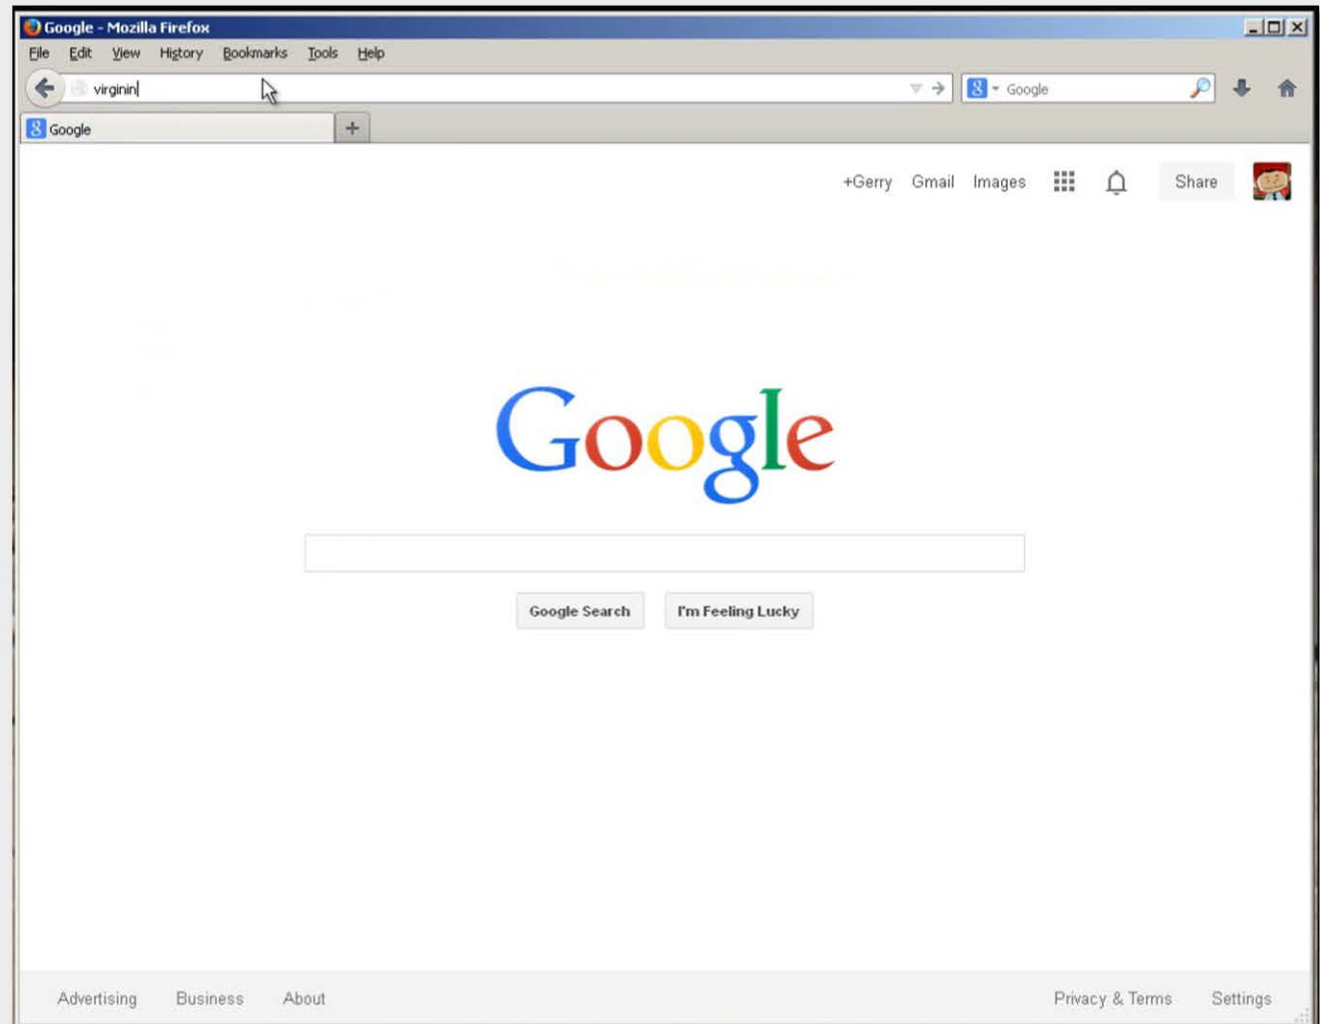 Google - Mozilla Firefox
File Edit View History Bookmarks Tools Help
virginin
Google
Google
+Gerry Gmail Images Share
Google
Google Search I'm Feeling Lucky
Advertising Business About Privacy & Terms Settings